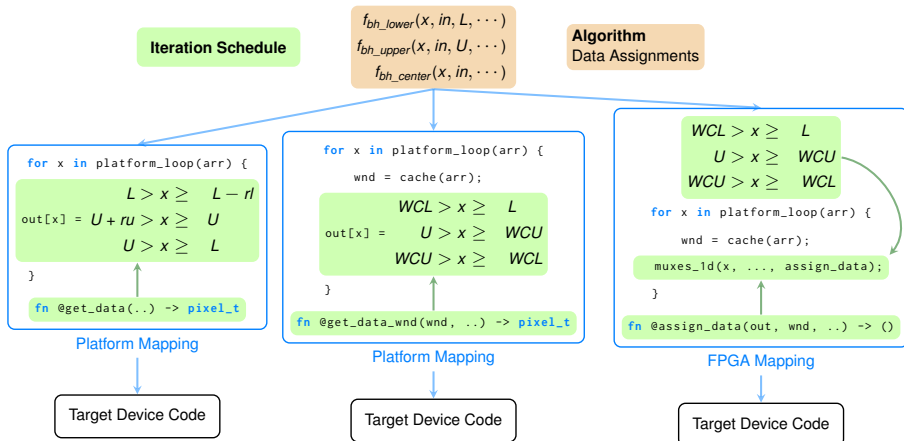 Iteration Schedule
f_bh_lower(x, in, L, ···)
f_bh_upper(x, in, U, ···)
f_bh_center(x, in, ···)
Algorithm
Data Assignments
for x in platform_loop(arr) {
L > x ≥ L − rl
out[x] = U + ru > x ≥ U
U > x ≥ L
}
fn @get_data(..) -> pixel_t
Platform Mapping
Target Device Code
for x in platform_loop(arr) {
wnd = cache(arr);
WCL > x ≥ L
out[x] = U > x ≥ WCU
WCU > x ≥ WCL
}
fn @get_data_wnd(wnd, ..) -> pixel_t
Platform Mapping
Target Device Code
WCL > x ≥ L
U > x ≥ WCU
WCU > x ≥ WCL
for x in platform_loop(arr) {
wnd = cache(arr);
muxes_1d(x, ..., assign_data);
}
fn @assign_data(out, wnd, ..) -> ()
FPGA Mapping
Target Device Code